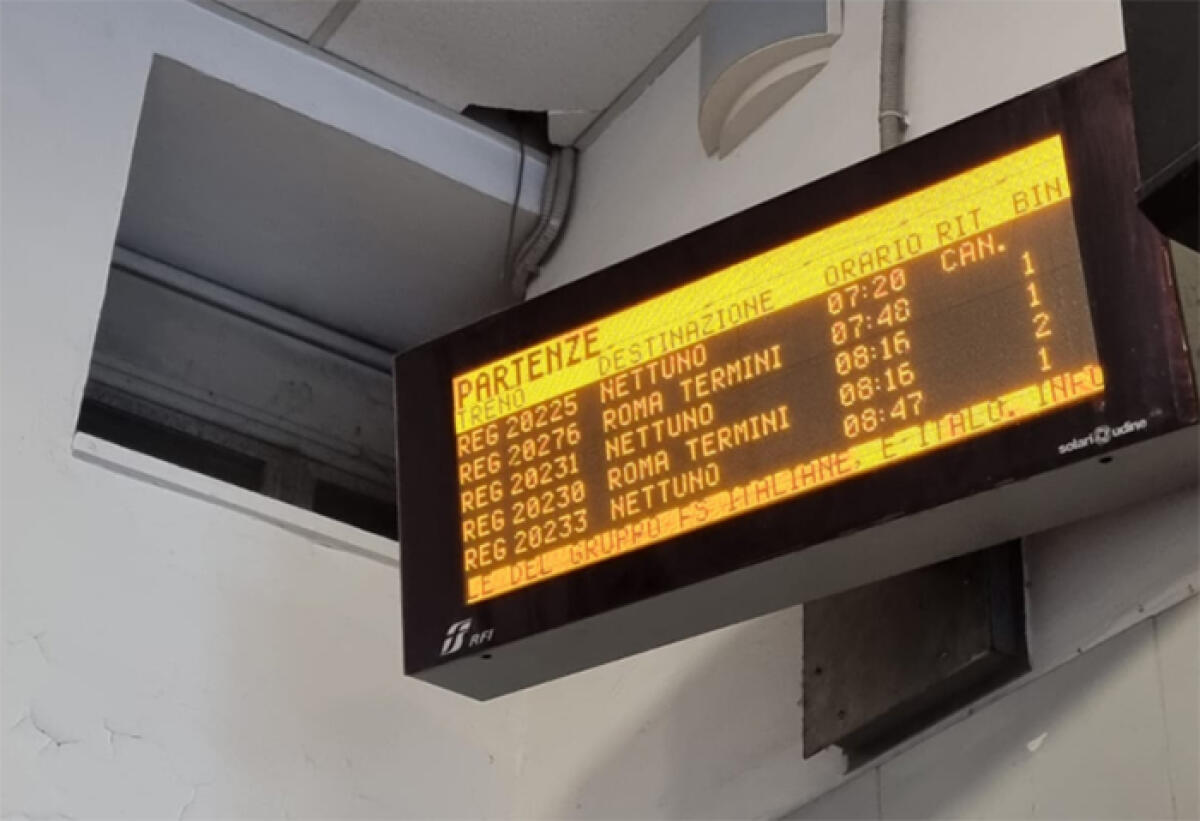 PARTENZE
TRENO DESTINAZIONE ORARIO RIT BIN
REG 20225 NETTUNO 07:20 CAN.
REG 20276 ROMA TERMINI 07:48 1
REG 20231 NETTUNO 08:16 1
REG 20230 ROMA TERMINI 08:16 2
REG 20233 NETTUNO 08:47 1
LE DEL GRUPPO FS ITALIANE, E ITALO. INFO
RFI
solari udine